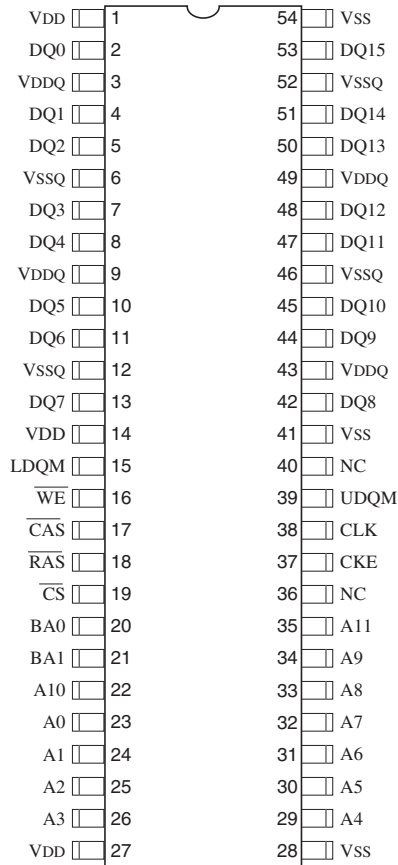 VDD 1 54 VSS
DQ0 2 53 DQ15
VDDQ 3 52 VSSQ
DQ1 4 51 DQ14
DQ2 5 50 DQ13
VSSQ 6 49 VDDQ
DQ3 7 48 DQ12
DQ4 8 47 DQ11
VDDQ 9 46 VSSQ
DQ5 10 45 DQ10
DQ6 11 44 DQ9
VSSQ 12 43 VDDQ
DQ7 13 42 DQ8
VDD 14 41 VSS
LDQM 15 40 NC
W̅E̅ 16 39 UDQM
C̅A̅S̅ 17 38 CLK
R̅A̅S̅ 18 37 CKE
C̅S̅ 19 36 NC
BA0 20 35 A11
BA1 21 34 A9
A10 22 33 A8
A0 23 32 A7
A1 24 31 A6
A2 25 30 A5
A3 26 29 A4
VDD 27 28 VSS